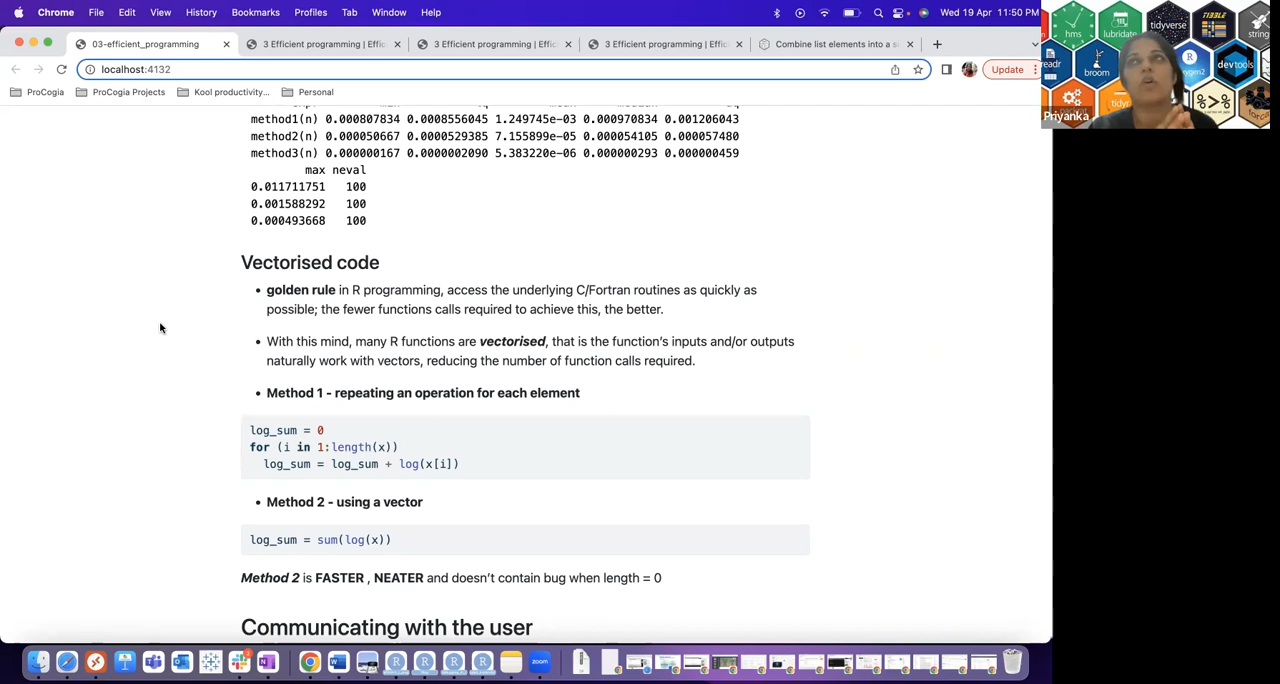 Chrome File Edit View History Bookmarks Profiles Tab Window Help Wed 19 Apr 11:50 PM
03-efficient_programming 3 Efficient programming | Effic 3 Efficient programming | Effic 3 Efficient programming | Effic Combine list elements into a s
localhost:4132 Update
ProCogia ProCogia Projects Kool productivity... Personal
method1(n) 0.000807834 0.0008556045 1.249745e-03 0.000970834 0.001206043
method2(n) 0.000050667 0.0000529385 7.155899e-05 0.000054105 0.000057480
method3(n) 0.000000167 0.0000002090 5.383220e-06 0.000000293 0.000000459
max neval
0.011711751 100
0.001588292 100
0.000493668 100
Vectorised code
• golden rule in R programming, access the underlying C/Fortran routines as quickly as
possible; the fewer functions calls required to achieve this, the better.
• With this mind, many R functions are vectorised, that is the function's inputs and/or outputs
naturally work with vectors, reducing the number of function calls required.
• Method 1 - repeating an operation for each element
log_sum = 0
for (i in 1:length(x))
log_sum = log_sum + log(x[i])
• Method 2 - using a vector
log_sum = sum(log(x))
Method 2 is FASTER , NEATER and doesn't contain bug when length = 0
Communicating with the user
hms lubridate tidyverse TIBBLE string
readr broom devtools
tidyr %>%
Priyanka
zoom